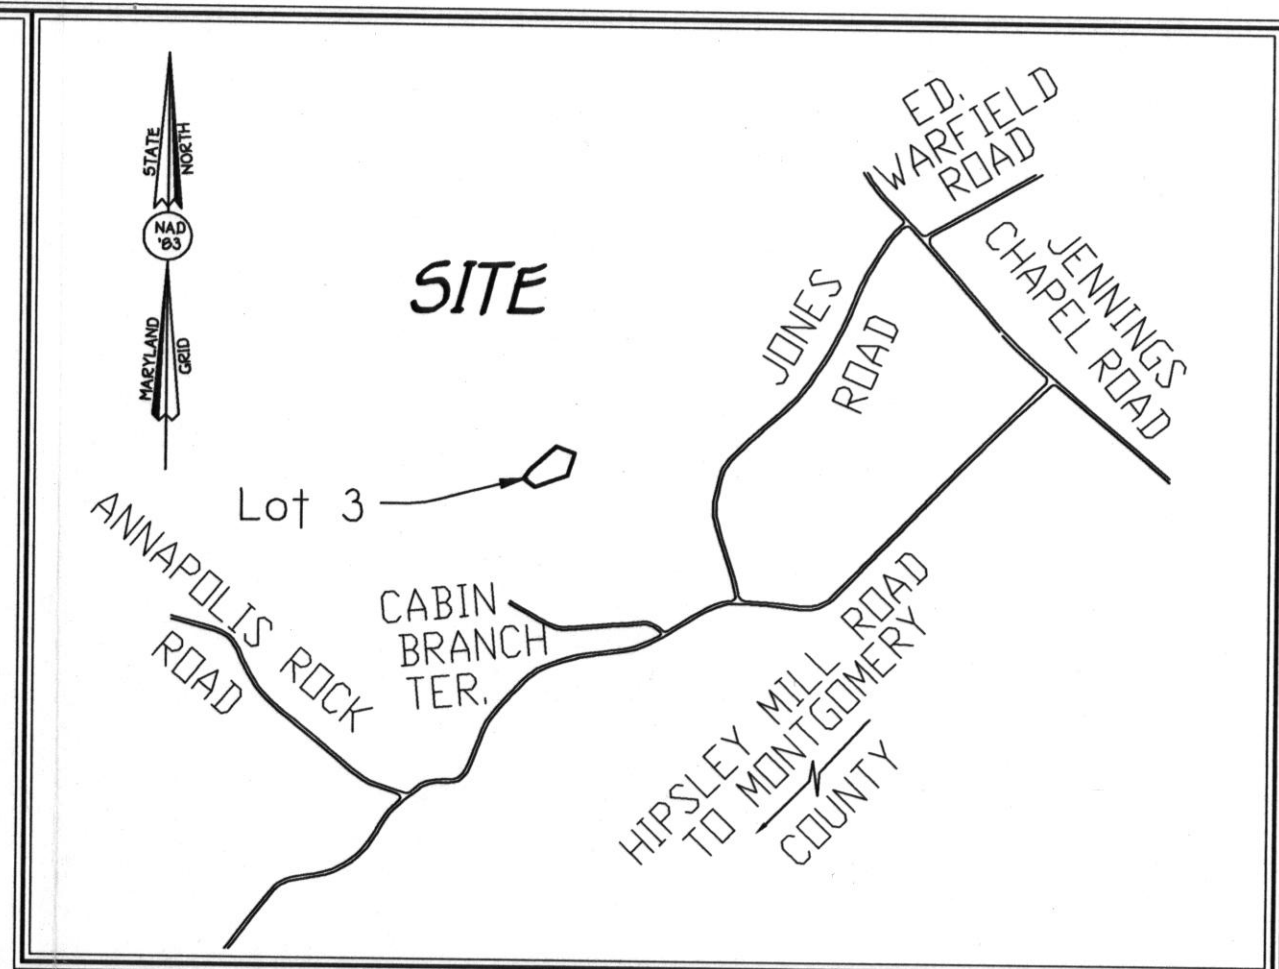 STATE
NORTH
NAD
'83
MARYLAND
GRID
SITE
ED.
WARFIELD
ROAD
JENNINGS
CHAPEL ROAD
JONES
ROAD
Lot 3
ANNAPOLIS ROCK
ROAD
CABIN
BRANCH
TER.
HIPSLEY MILL ROAD
TO MONTGOMERY
COUNTY